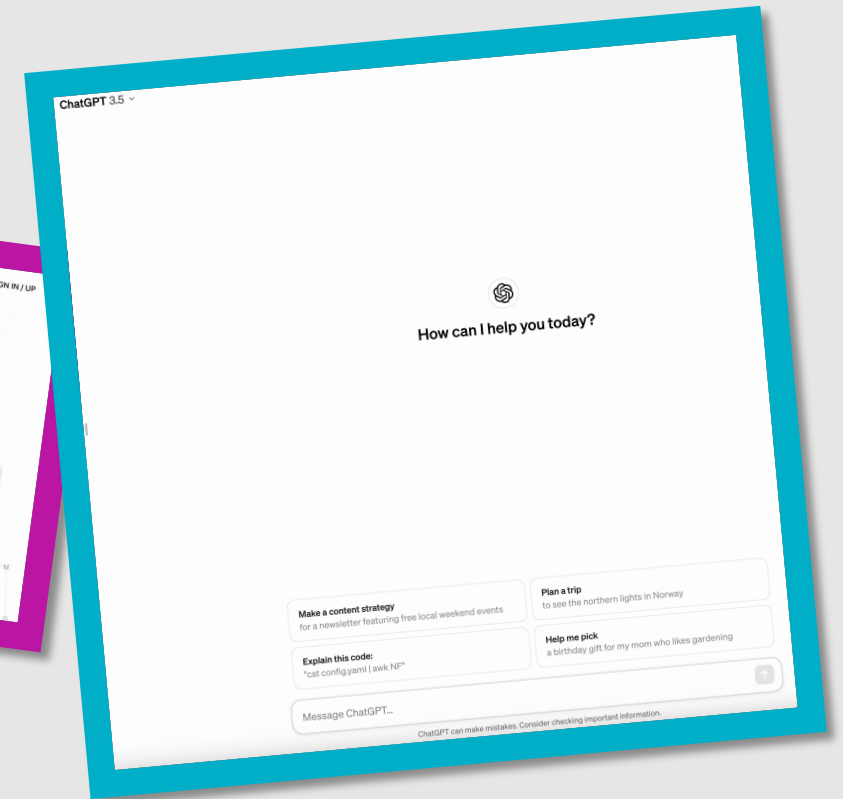 ChatGPT 3.5
IN / UP
How can I help you today?
Make a content strategy
for a newsletter featuring free local weekend events
Plan a trip
to see the northern lights in Norway
Explain this code:
"cat config.yaml | awk NF"
Help me pick
a birthday gift for my mom who likes gardening
Message ChatGPT...
ChatGPT can make mistakes. Consider checking important information.
M